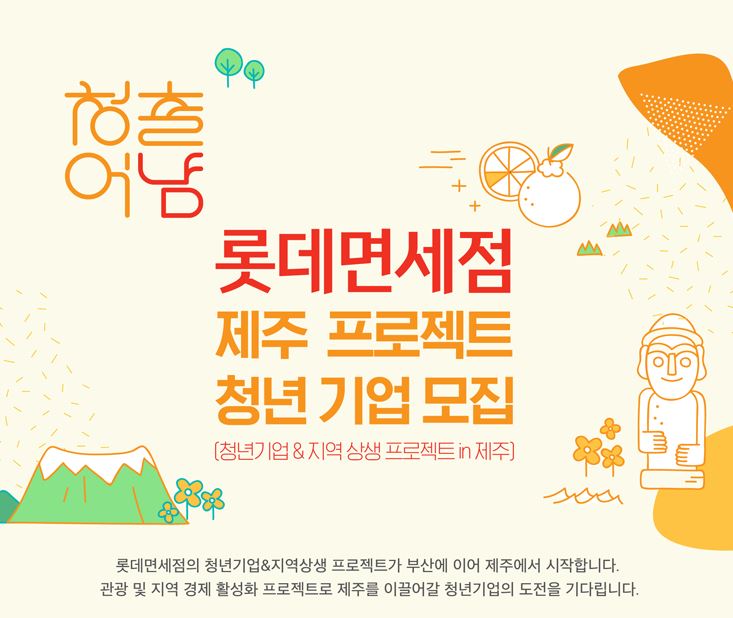 청출
어냠
롯데면세점
제주 프로젝트
청년 기업 모집
(청년기업 & 지역 상생 프로젝트 in 제주)
롯데면세점의 청년기업&지역상생 프로젝트가 부산에 이어 제주에서 시작합니다.
관광 및 지역 경제 활성화 프로젝트로 제주를 이끌어갈 청년기업의 도전을 기다립니다.